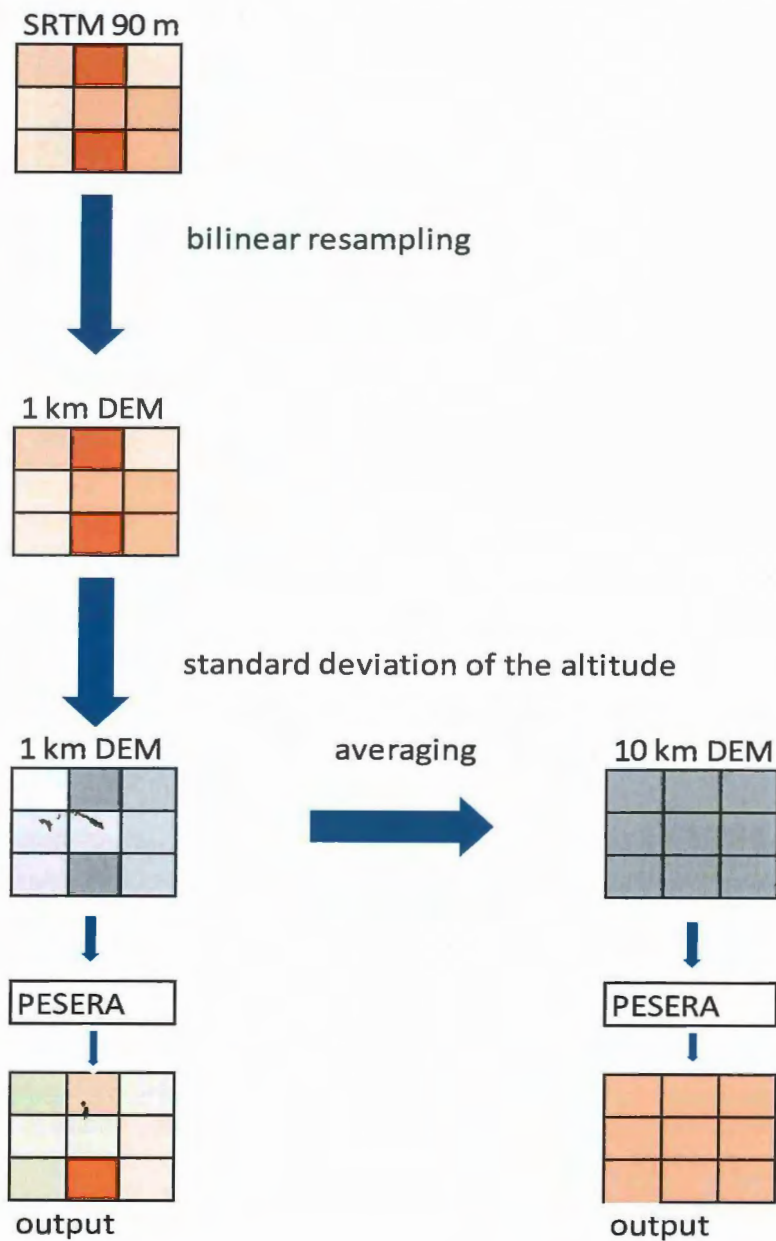 SRTM 90 m
bilinear resampling
1 km DEM
standard deviation of the altitude
1 km DEM
averaging
10 km DEM
PESERA
PESERA
output
output